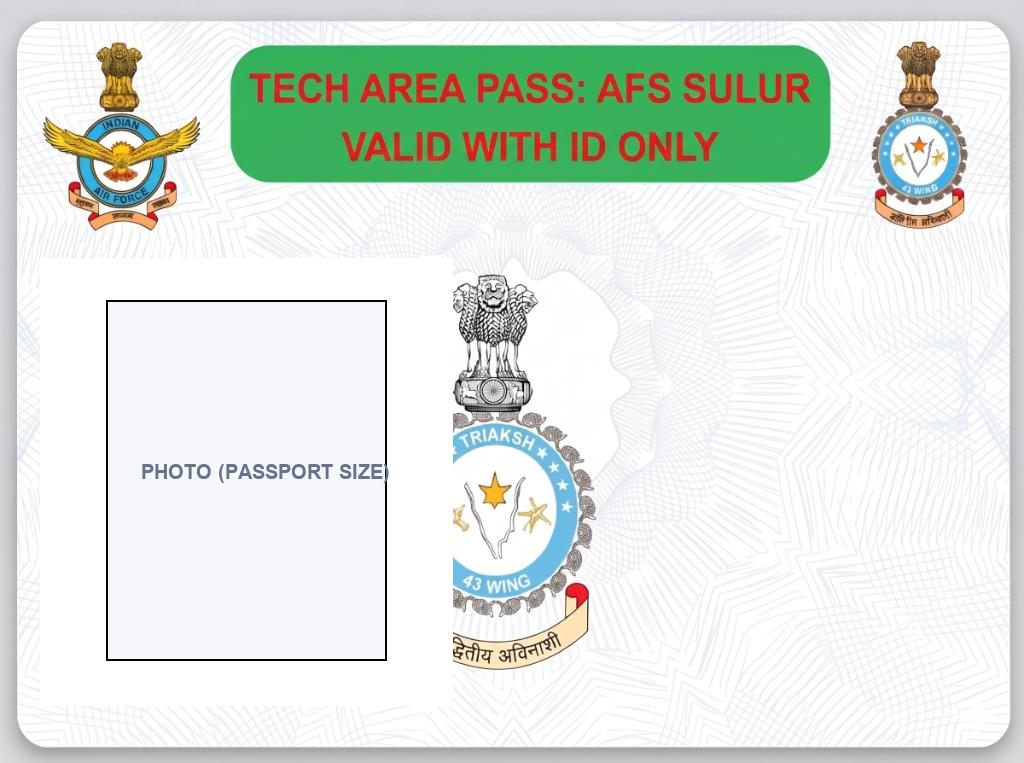 TECH AREA PASS: AFS SULUR
VALID WITH ID ONLY
INDIAN
AIR FORCE
TRIAKSH
43 WING
PHOTO (PASSPORT SIZE)
TRIAKSH
43 WING
द्वितीय अविनाशी